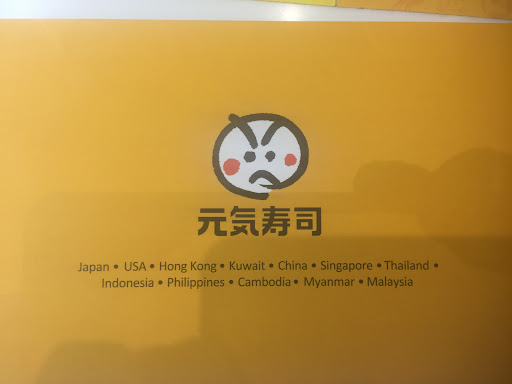 元気寿司
Japan • USA • Hong Kong • Kuwait • China • Singapore • Thailand •
Indonesia • Philippines • Cambodia • Myanmar • Malaysia